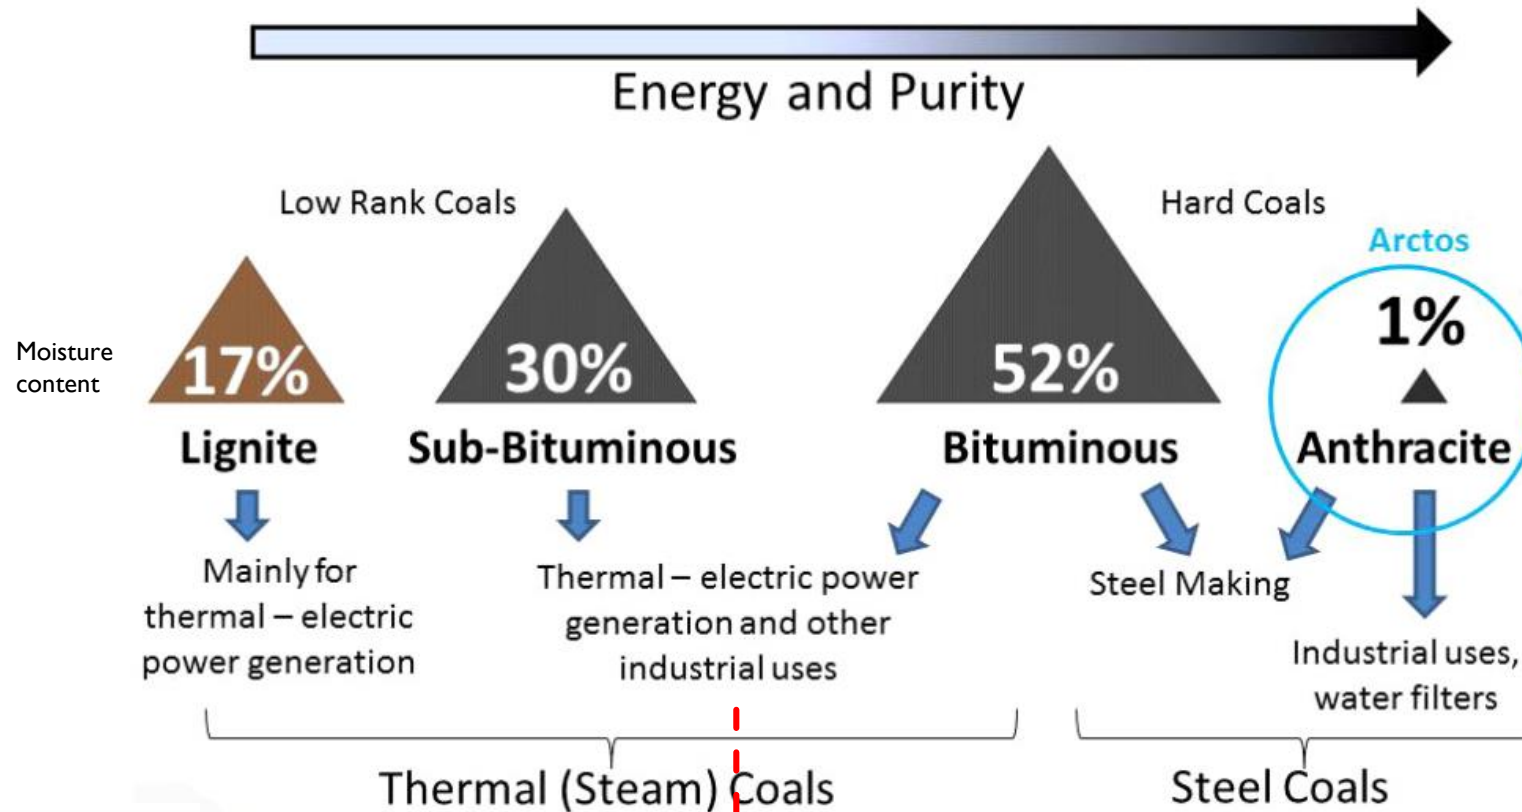 Energy and Purity
Low Rank Coals
Hard Coals
Arctos
Moisture
content
17%
30%
52%
1%
Lignite
Sub-Bituminous
Bituminous
Anthracite
Mainly for
thermal – electric
power generation
Thermal – electric power
generation and other
industrial uses
Steel Making
Industrial uses,
water filters
Thermal (Steam) Coals
Steel Coals